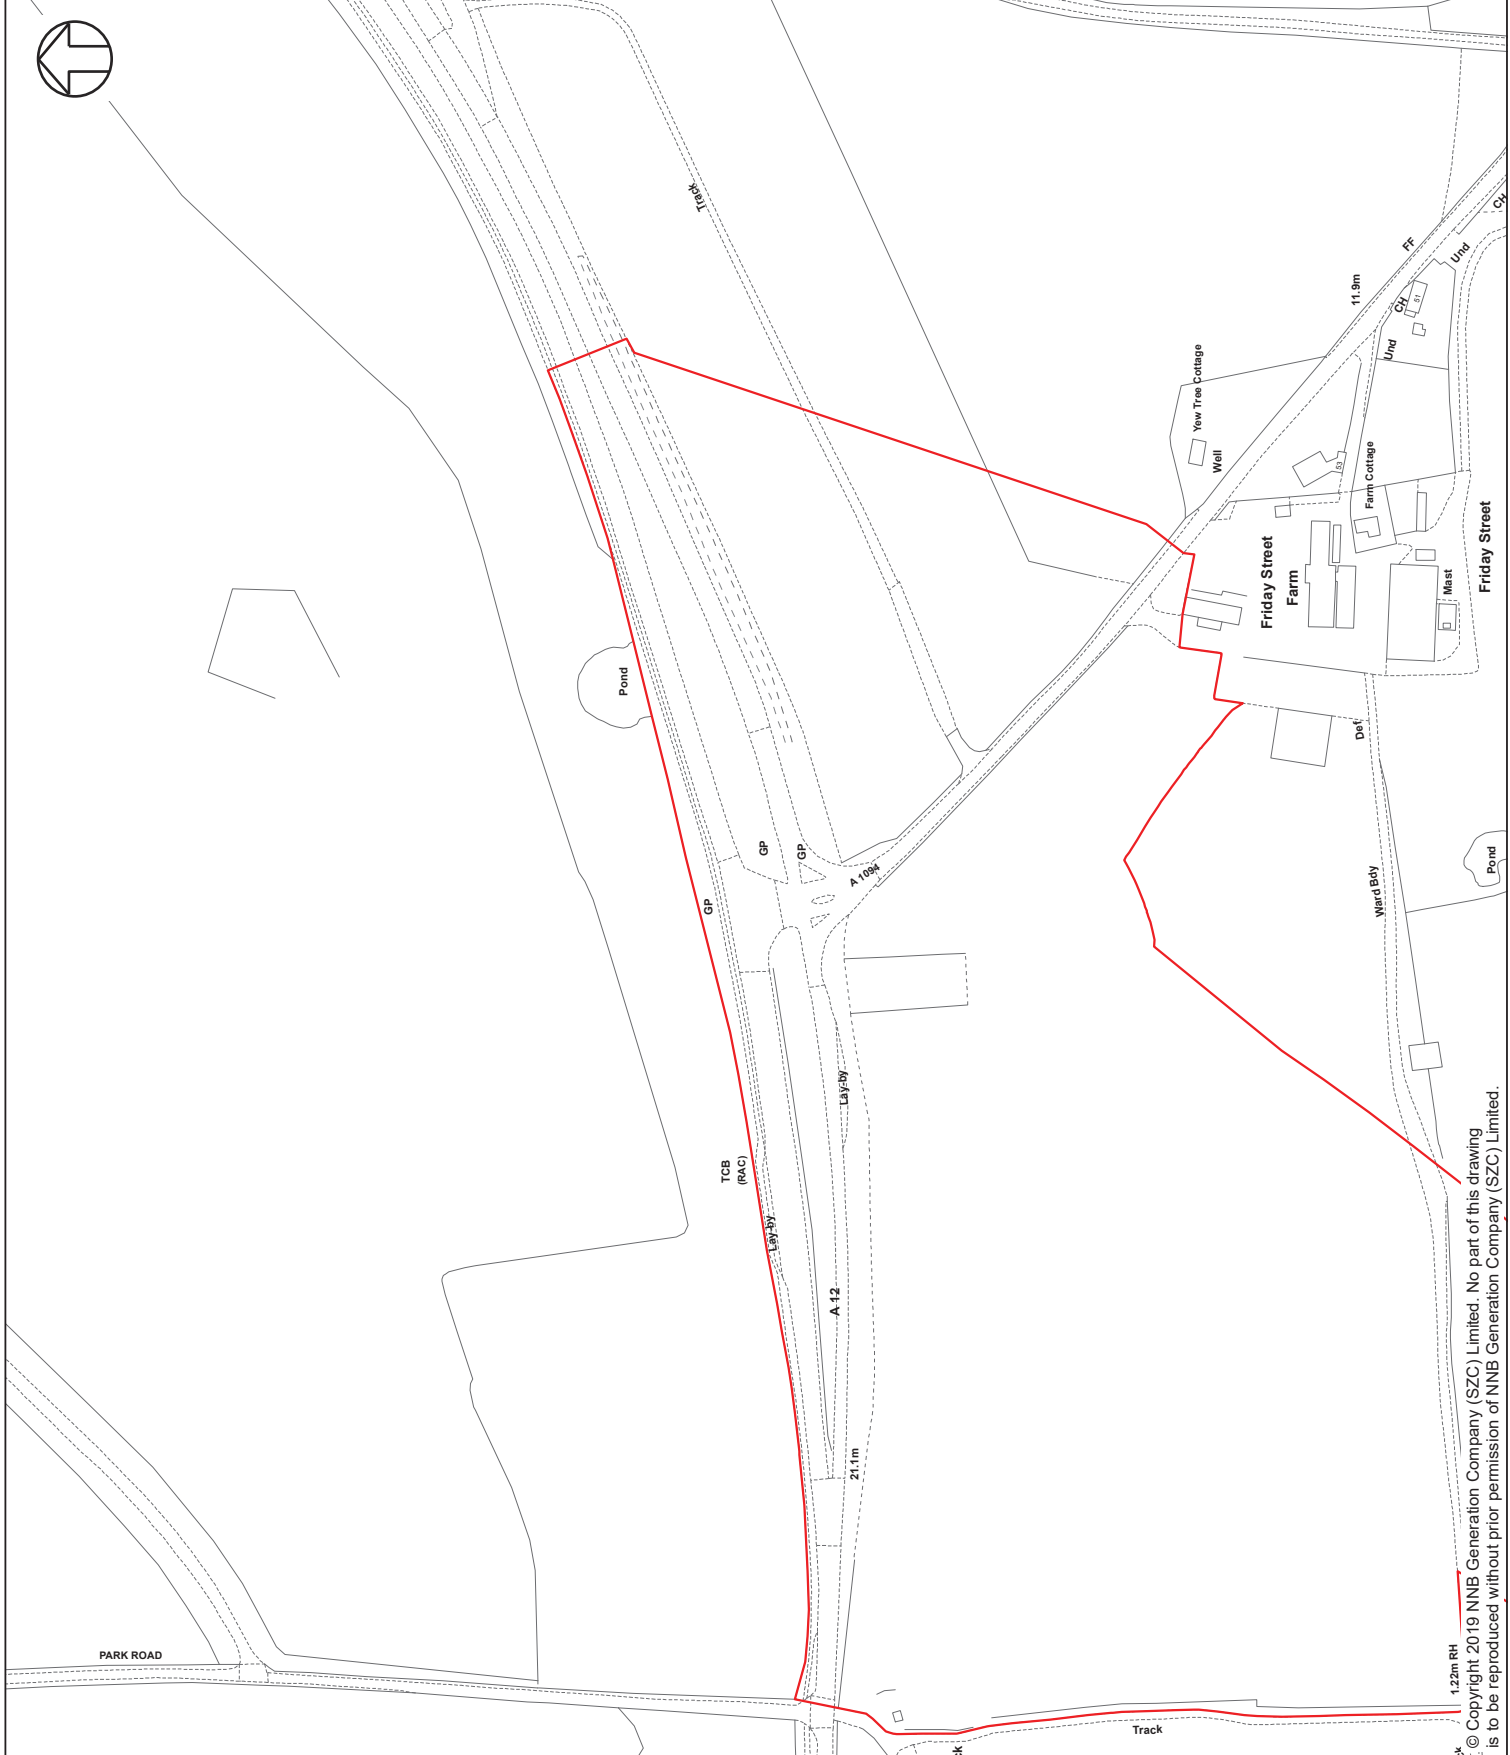 Track
FF
11.9m
CH
Und
CH
51
Und
Yew Tree Cottage
Well
53
Farm Cottage
Friday Street
Farm
Mast
Friday Street
Pond
Def
GP
GP
GP
A 1094
Ward Bdy
Pond
Lay-by
TCB
(RAC)
Lay-by
A 12
21.1m
PARK ROAD
Track
1.22m RH
© Copyright 2019 NNB Generation Company (SZC) Limited. No part of this drawing
is to be reproduced without prior permission of NNB Generation Company (SZC) Limited.